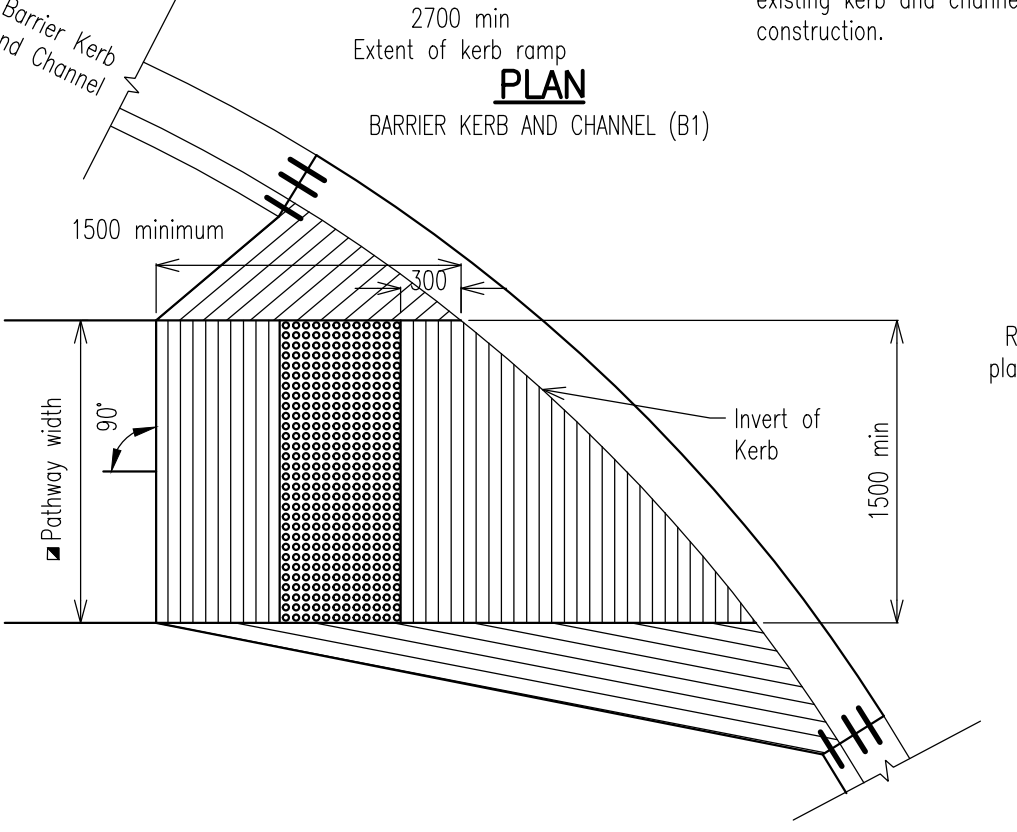 existing kerb and channel
construction.
2700 min
Extent of kerb ramp
PLAN
BARRIER KERB AND CHANNEL (B1)
Barrier Kerb
nd Channel
1500 minimum
300
R
pla
90°
Pathway width
Invert of
Kerb
1500 min